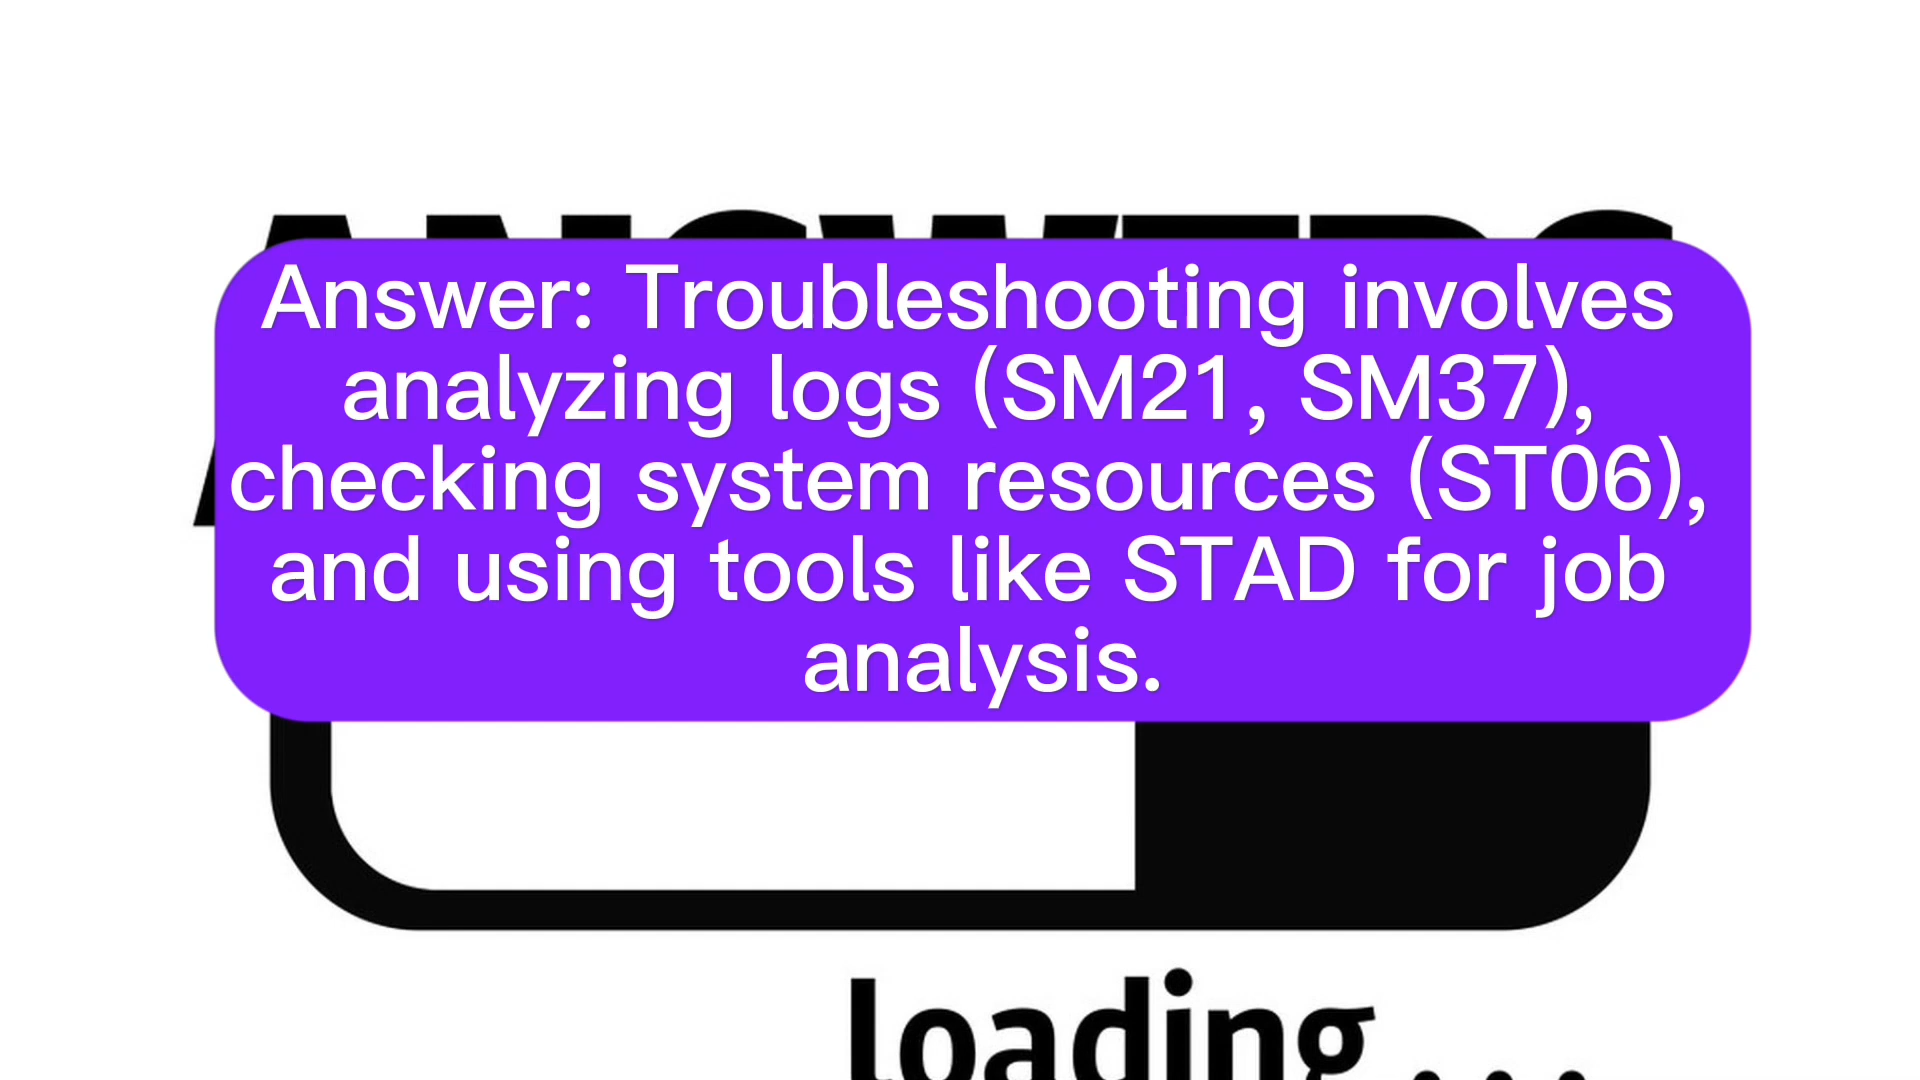 ANSWERS
Answer: Troubleshooting involves
analyzing logs (SM21, SM37),
checking system resources (ST06),
and using tools like STAD for job
analysis.
loading...